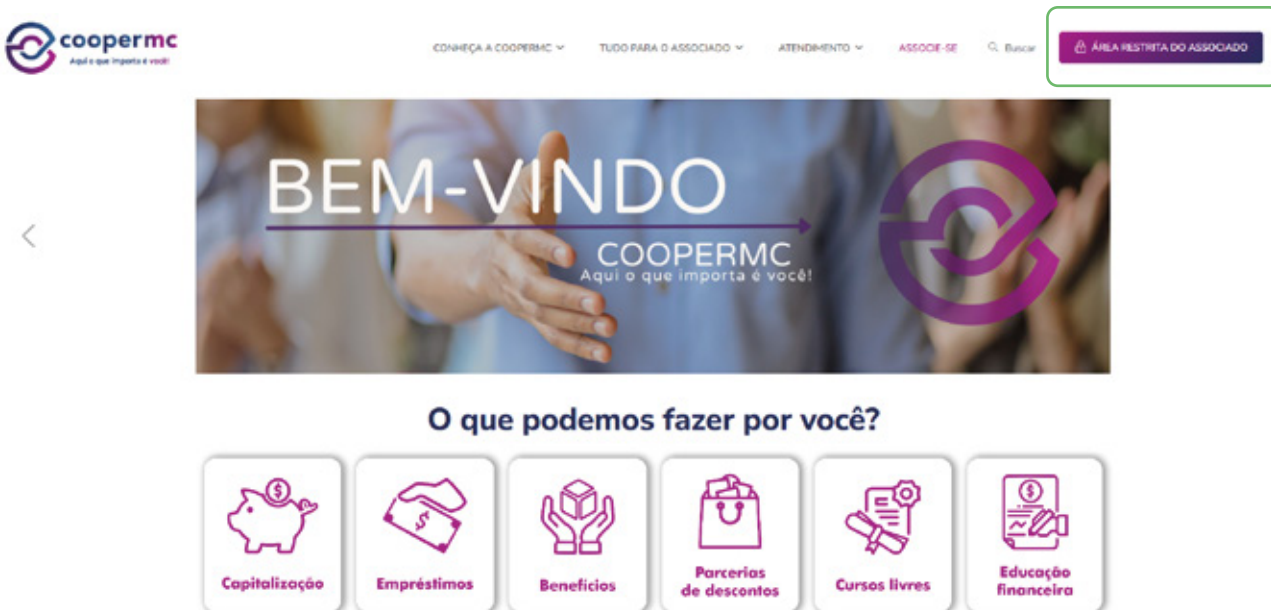 coopermc
Aqui o que importa é você!
CONHEÇA A COOPERMC
TUDO PARA O ASSOCIADO
ATENDIMENTO
ASSOCIE-SE
Buscar
ÁREA RESTRITA DO ASSOCIADO
BEM-VINDO
COOPERMC
Aqui o que importa é você!
O que podemos fazer por você?
Capitalização
Empréstimos
Benefícios
Parcerias
de descontos
Cursos livres
Educação
financeira